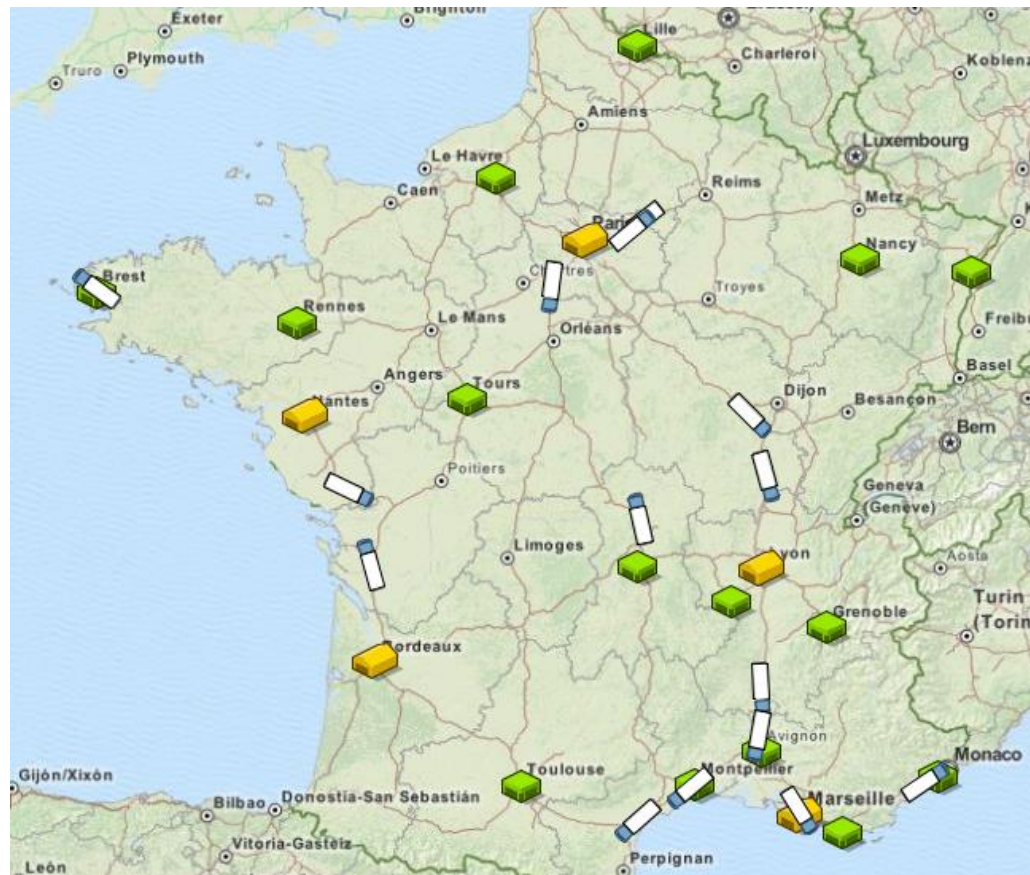 Exeter
Brighton
Plymouth
Truro
Lille
Charleroi
Koblenz
Amiens
Luxembourg
Le Havre
Caen
Reims
Metz
Paris
Nancy
Chartres
Brest
Troyes
Rennes
Le Mans
Orléans
Freibu
Basel
Angers
Tours
Dijon
Besançon
Nantes
Bern
Poitiers
Geneva
(Genève)
Limoges
Lyon
Aosta
Grenoble
Turin
(Torin
Bordeaux
Avignon
Monaco
Gijón/Xixón
Toulouse
Montpellier
Marseille
Bilbao
Donostia-San Sebastián
Vitoria-Gasteiz
Perpignan
León